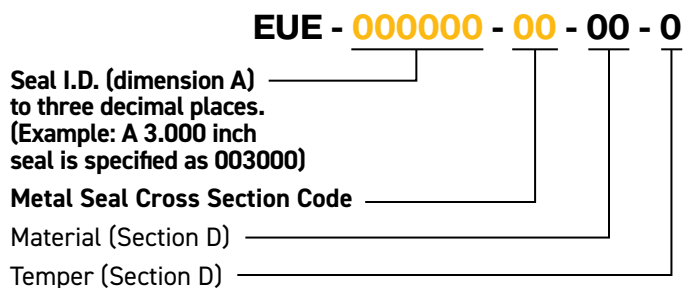 EUE - 000000 - 00 - 00 - 0
Seal I.D. (dimension A)
to three decimal places.
(Example: A 3.000 inch
seal is specified as 003000)
Metal Seal Cross Section Code
Material (Section D)
Temper (Section D)